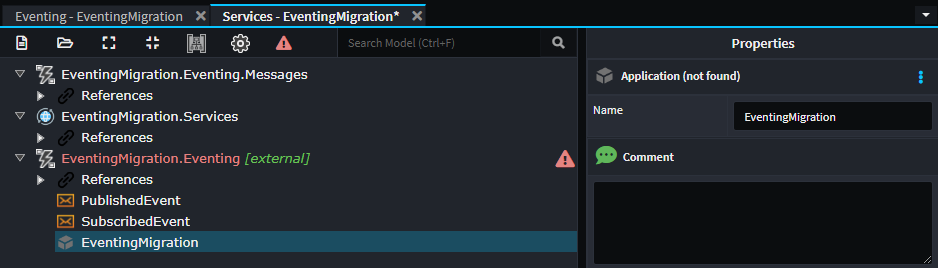 Eventing - EventingMigration
Services - EventingMigration*
Search Model (Ctrl+F)
EventingMigration.Eventing.Messages
References
EventingMigration.Services
References
EventingMigration.Eventing [external]
References
PublishedEvent
SubscribedEvent
EventingMigration
Properties
Application (not found)
Name
EventingMigration
Comment